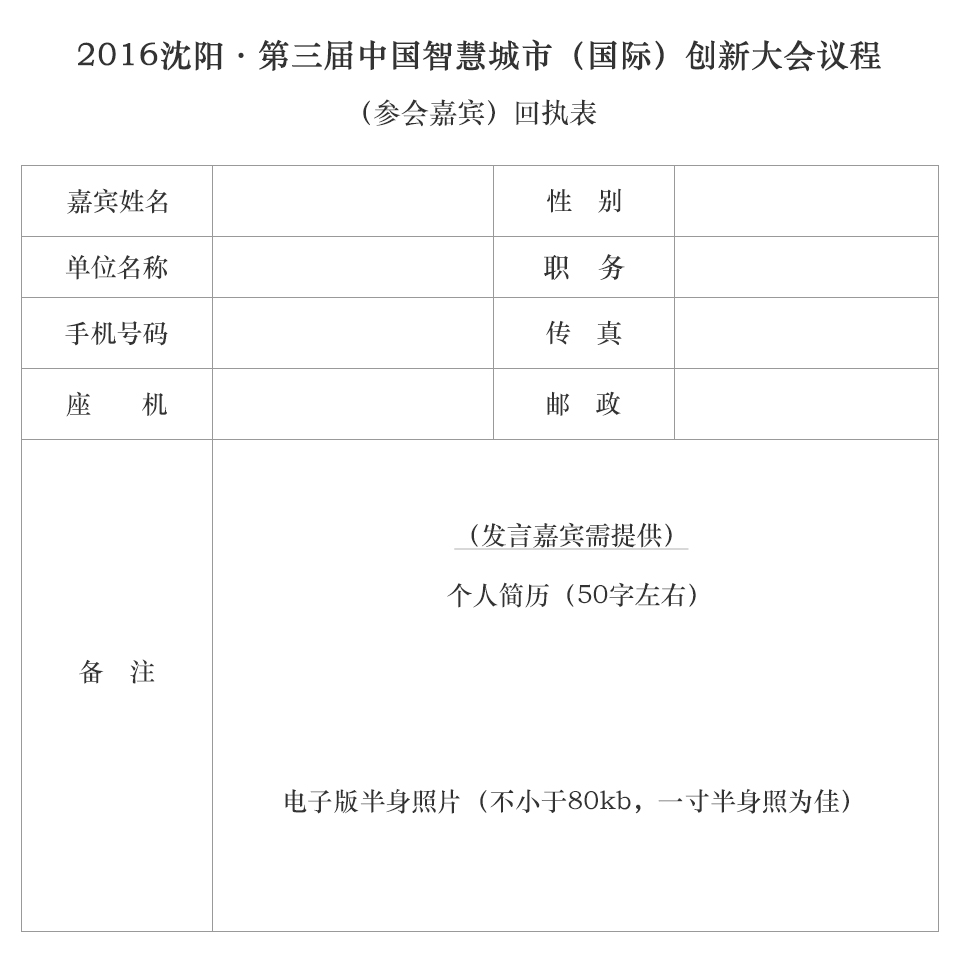 2016沈阳·第三届中国智慧城市（国际）创新大会议程
（参会嘉宾）回执表
嘉宾姓名 性 别
单位名称 职 务
手机号码 传 真
座 机 邮 政
（发言嘉宾需提供）
个人简历（50字左右）
备 注
电子版半身照片（不小于80kb，一寸半身照为佳）